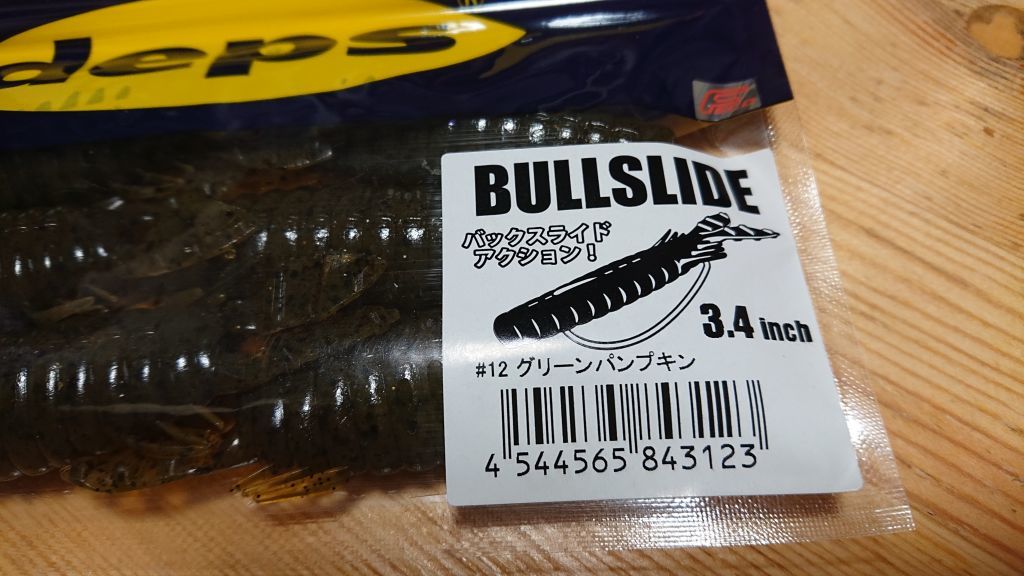 deps
BULLSLIDE
バックスライド
アクション!
3.4 inch
#12 グリーンパンプキン
4 544565 843123